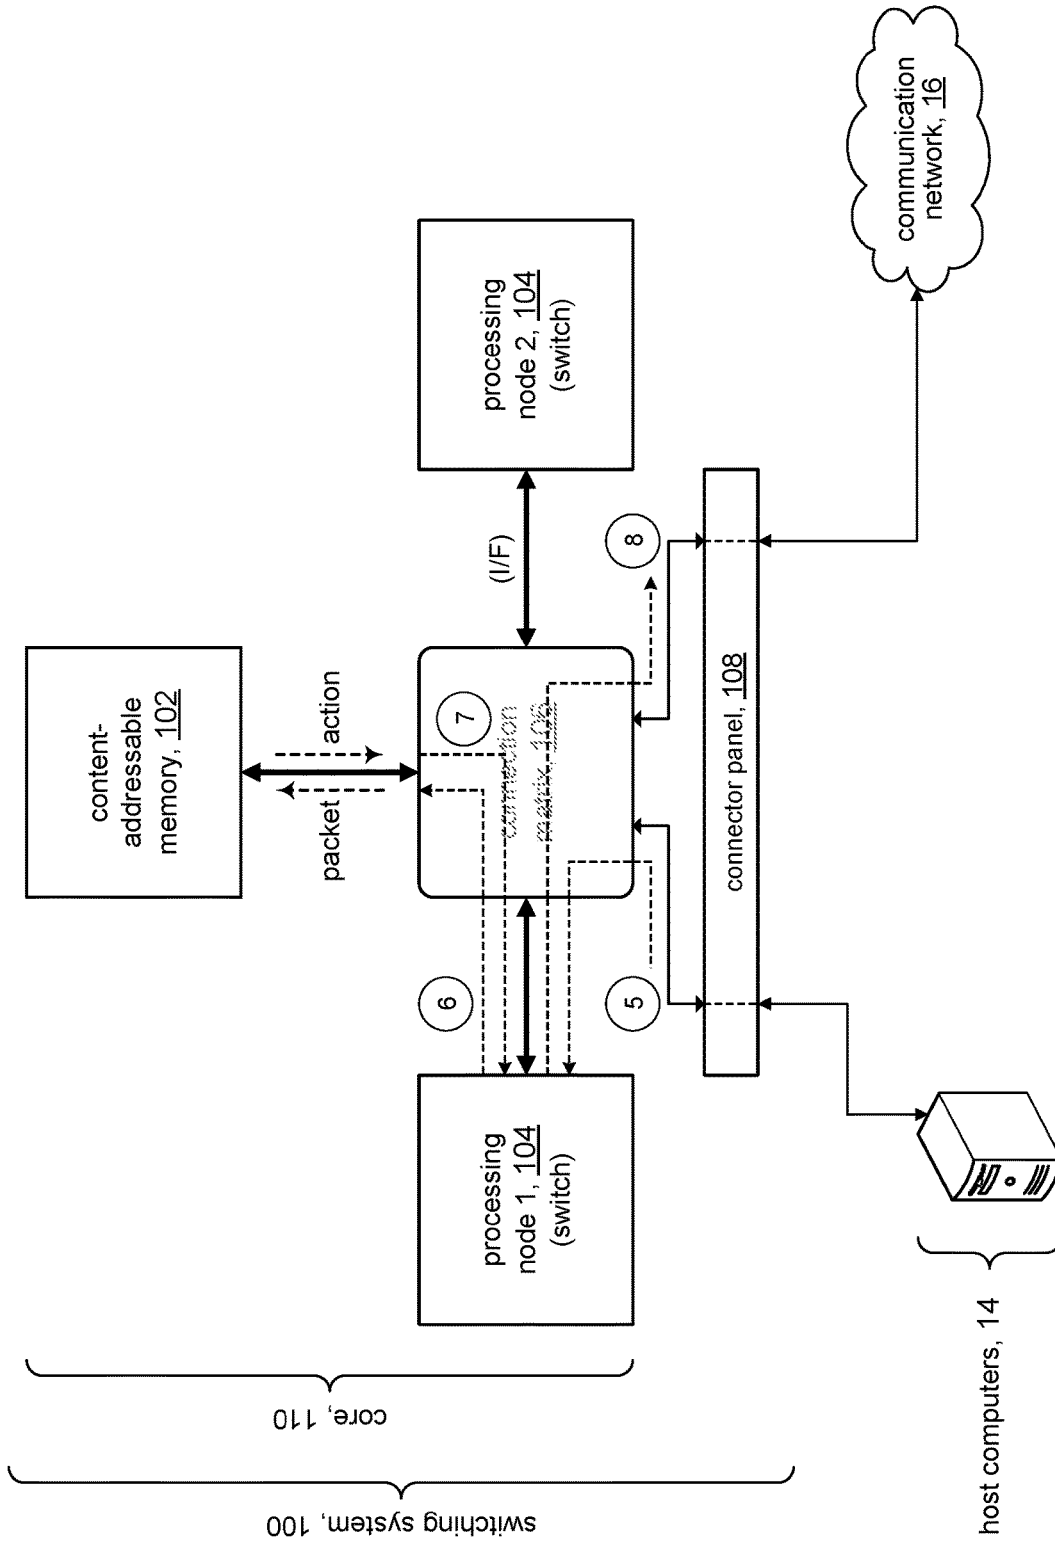 switching system, 100
core, 110
content-
addressable
memory, 102
packet
action
processing
node 1, 104
(switch)
6
7
connection
matrix, 106
(I/F)
processing
node 2, 104
(switch)
5
8
connector panel, 108
host computers, 14
communication
network, 16